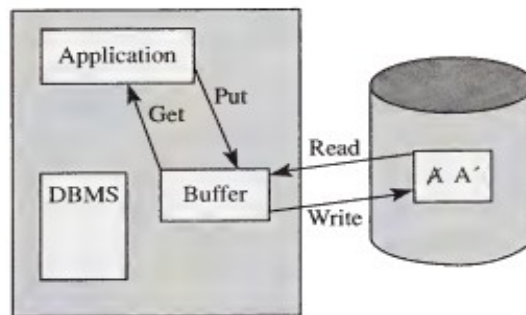 Application
Put
Get
Read
DBMS
Buffer
A A´
Write